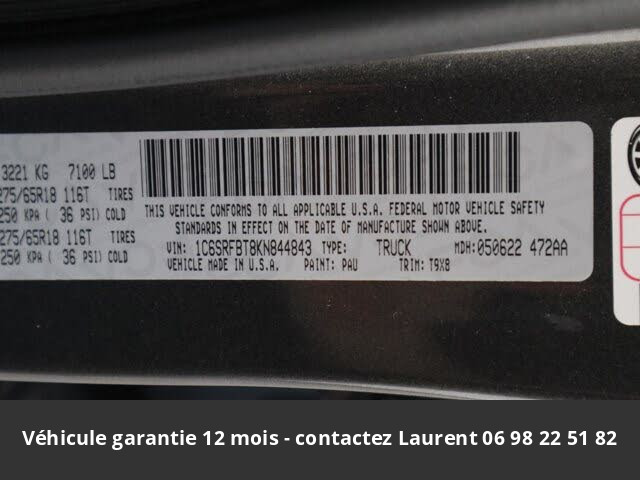 3221 KG 7100 LB
275/65R18 116T TIRES
250 KPA ( 36 PSI) COLD
275/65R18 116T TIRES
250 KPA ( 36 PSI) COLD
THIS VEHICLE CONFORMS TO ALL APPLICABLE U.S.A. FEDERAL MOTOR VEHICLE SAFETY
STANDARDS IN EFFECT ON THE DATE OF MANUFACTURE SHOWN ABOVE.
VIN: 1C6SRFBT8KN844843 TYPE: TRUCK MDH: 050622 472AA
VEHICLE MADE IN U.S.A. PAINT: PAU TRIM: T9X8
Véhicule garantie 12 mois - contactez Laurent 06 98 22 51 82